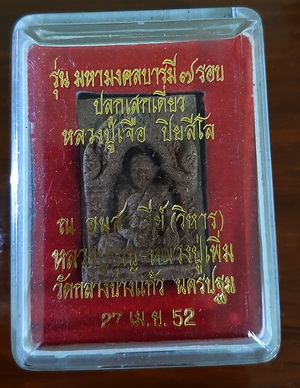 รุ่น มหามงคลบารมี ๗ รอบ
ปลุกเสกเดี่ยว
หลวงปู่เจือ ปิยสีโล
ณ (วิหาร)
หลวงปู่เพิ่ม
วัดกลางบางแก้ว นครปฐม
27 เม.ย. 52